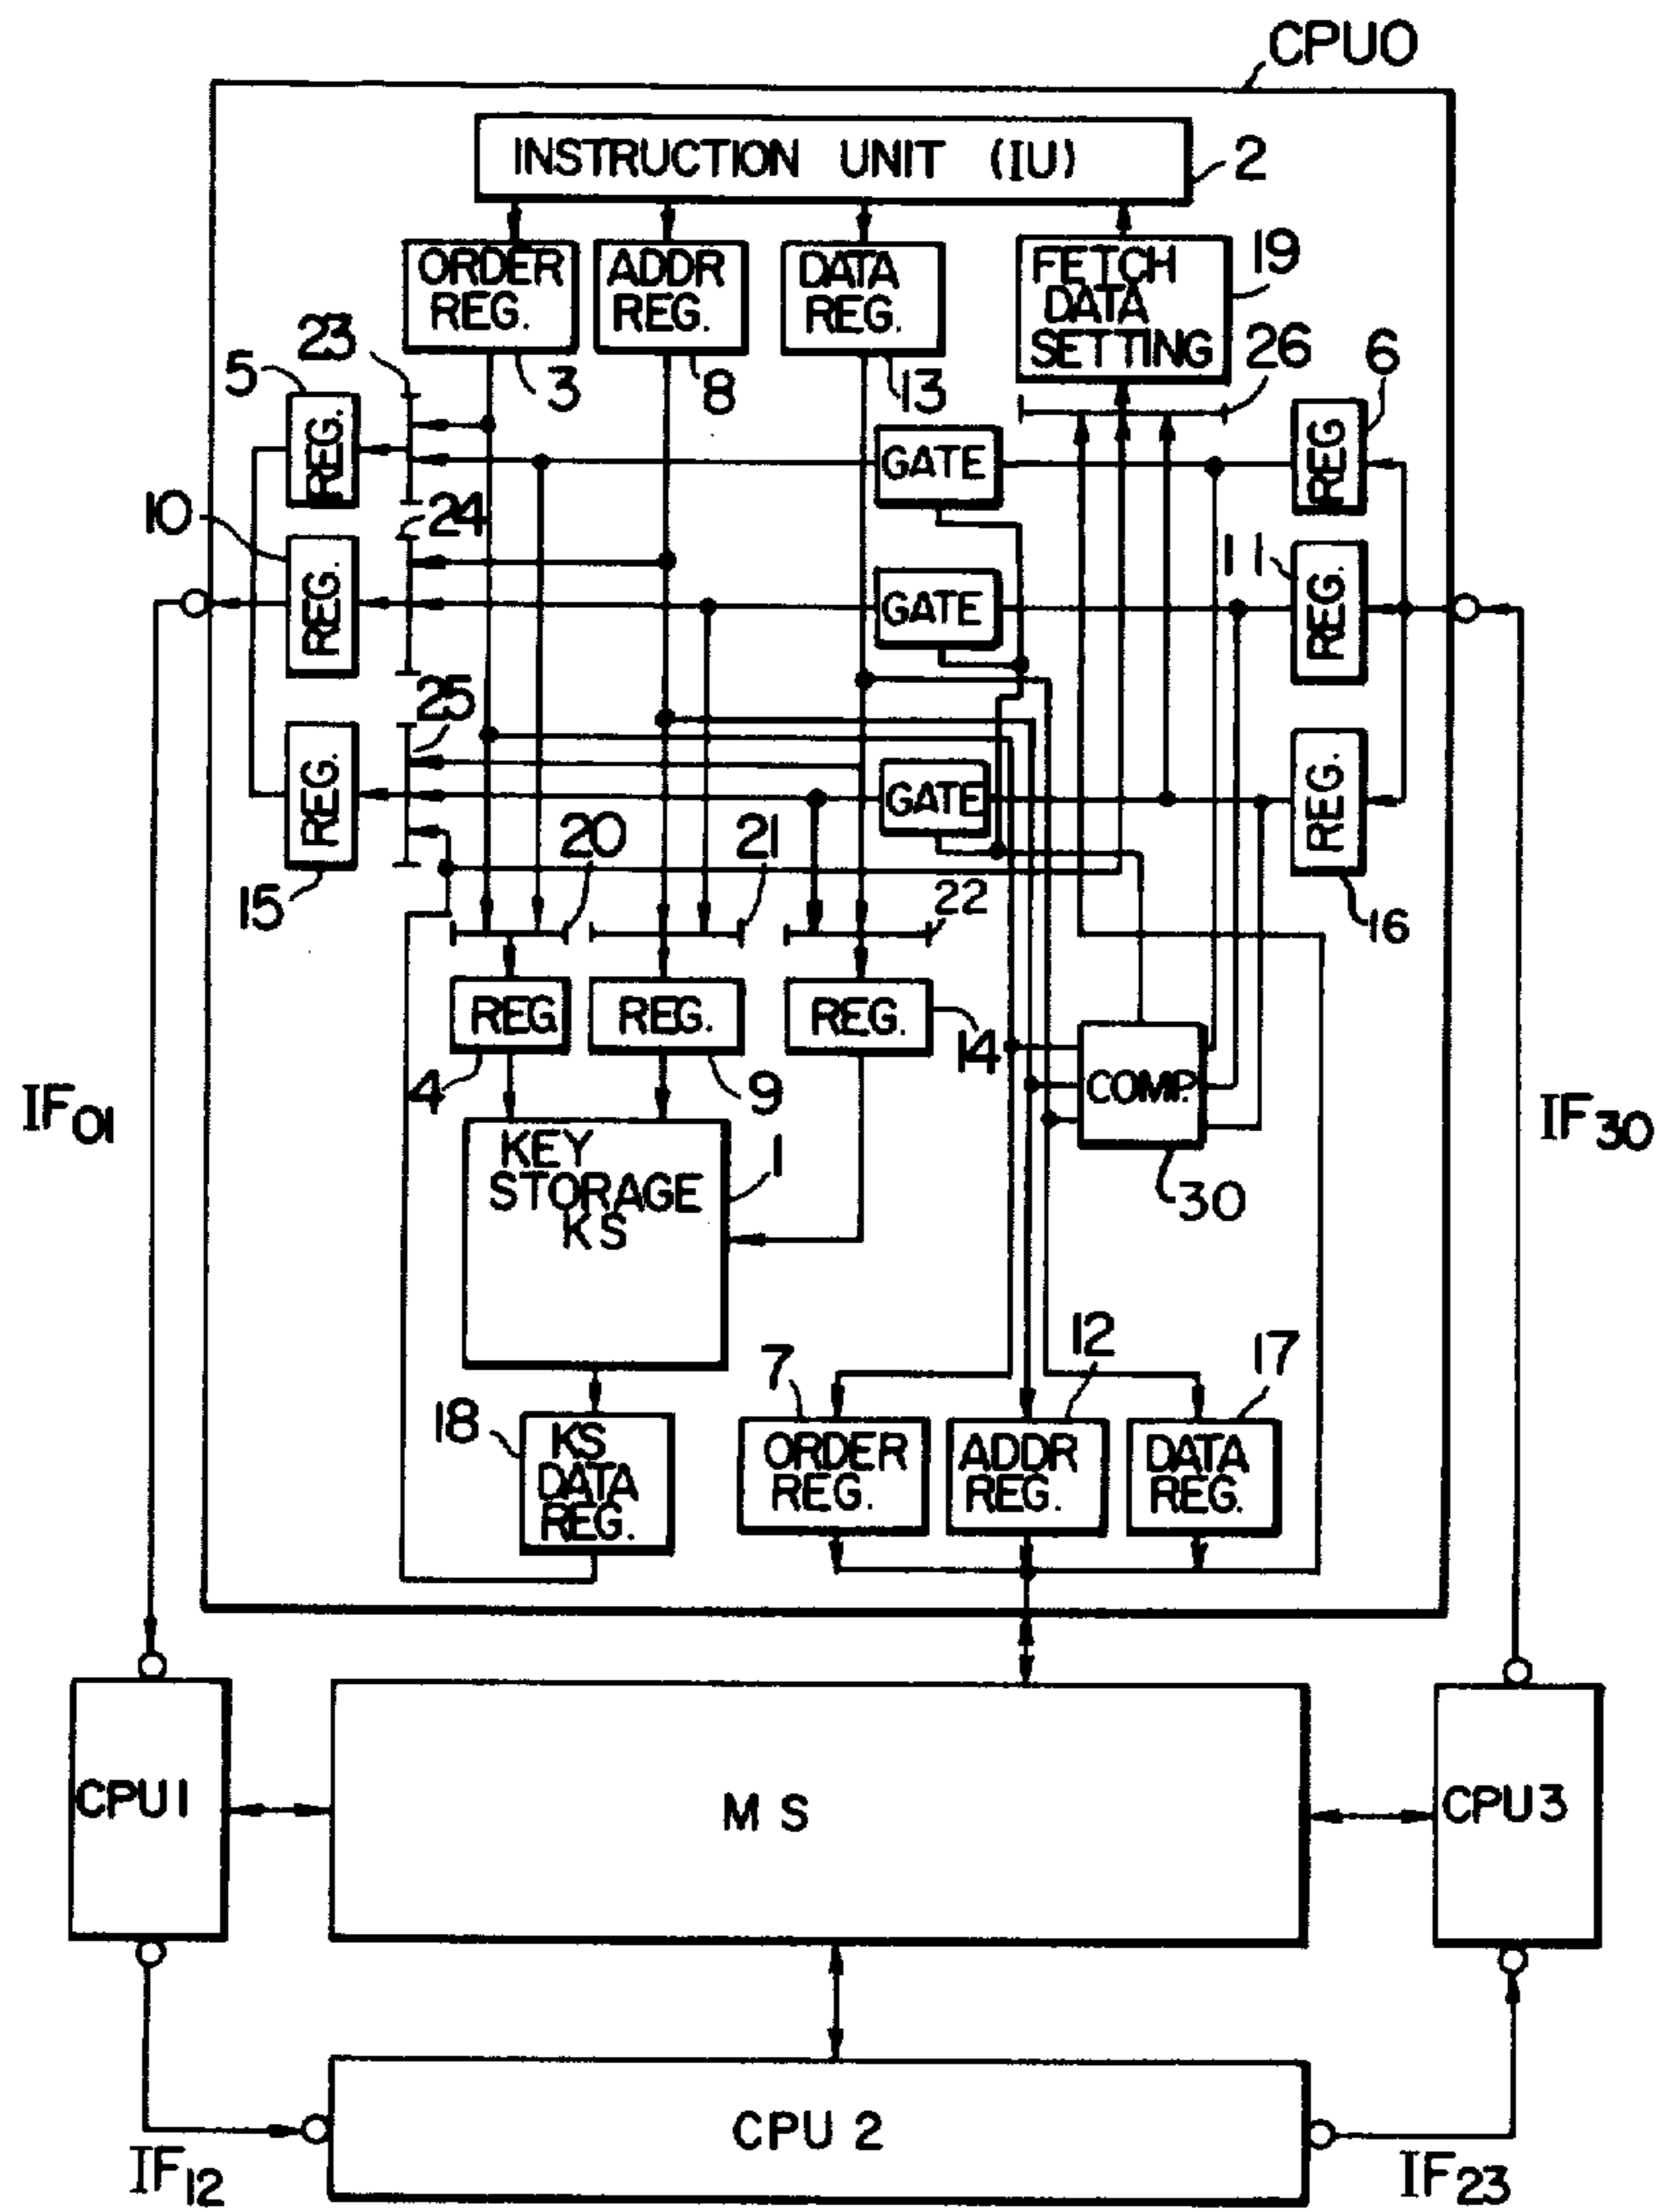 CPU0
INSTRUCTION UNIT (IU)
2
ORDER
REG.
ADDR
REG.
DATA
REG.
FETCH
DATA
SETTING
19
23
5
3
8
13
26
6
REG.
GATE
REG
10
24
11
REG.
GATE
REG.
25
REG.
GATE
REG.
15
20
21
22
16
REG
REG.
REG.
4
9
14
COMP.
30
IF01
IF30
KEY
STORAGE
KS
1
7
12
17
18
KS
DATA
REG.
ORDER
REG.
ADDR
REG.
DATA
REG.
CPU1
MS
CPU3
CPU2
IF12
IF23